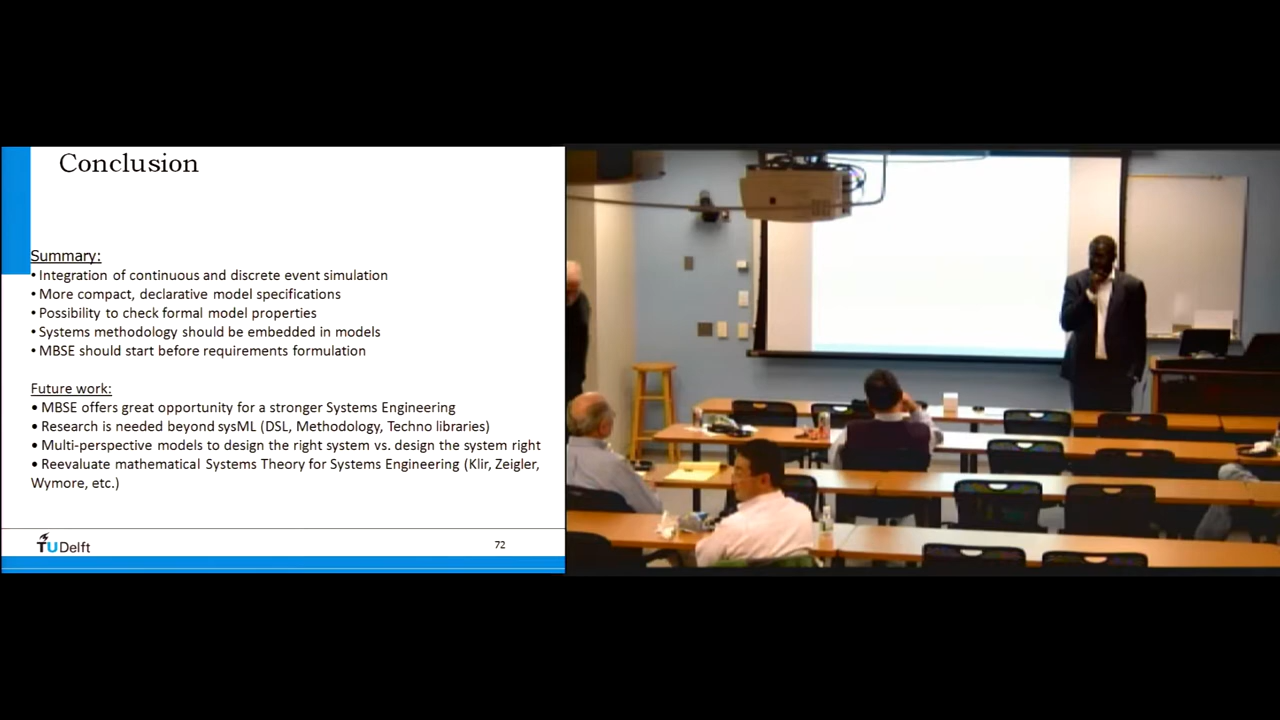 Conclusion
Summary:
• Integration of continuous and discrete event simulation
• More compact, declarative model specifications
• Possibility to check formal model properties
• Systems methodology should be embedded in models
• MBSE should start before requirements formulation
Future work:
• MBSE offers great opportunity for a stronger Systems Engineering
• Research is needed beyond sysML (DSL, Methodology, Techno libraries)
• Multi-perspective models to design the right system vs. design the system right
• Reevaluate mathematical Systems Theory for Systems Engineering (Klir, Zeigler,
Wymore, etc.)
TUDelft
72